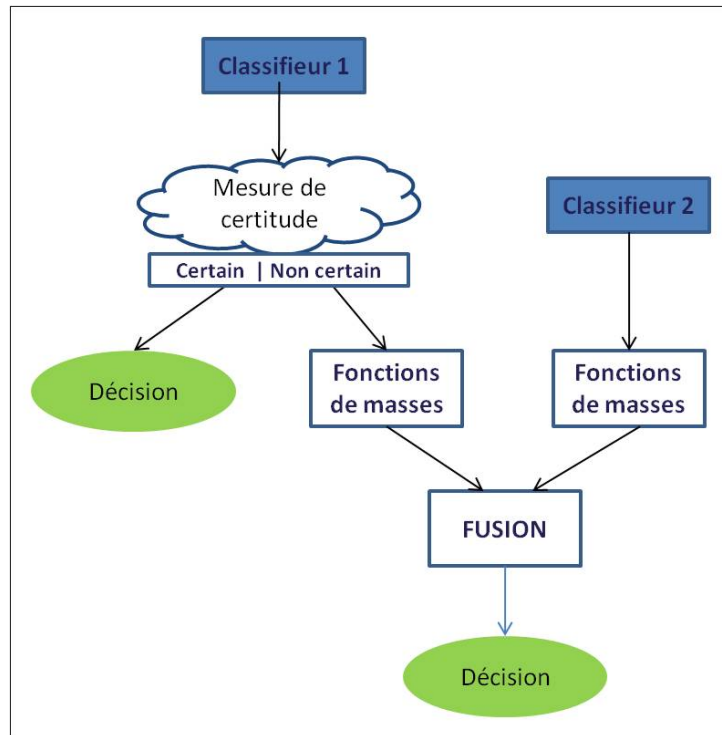 Classifieur 1
Mesure de
certitude
Classifieur 2
Certain | Non certain
Décision
Fonctions
de masses
Fonctions
de masses
FUSION
Décision